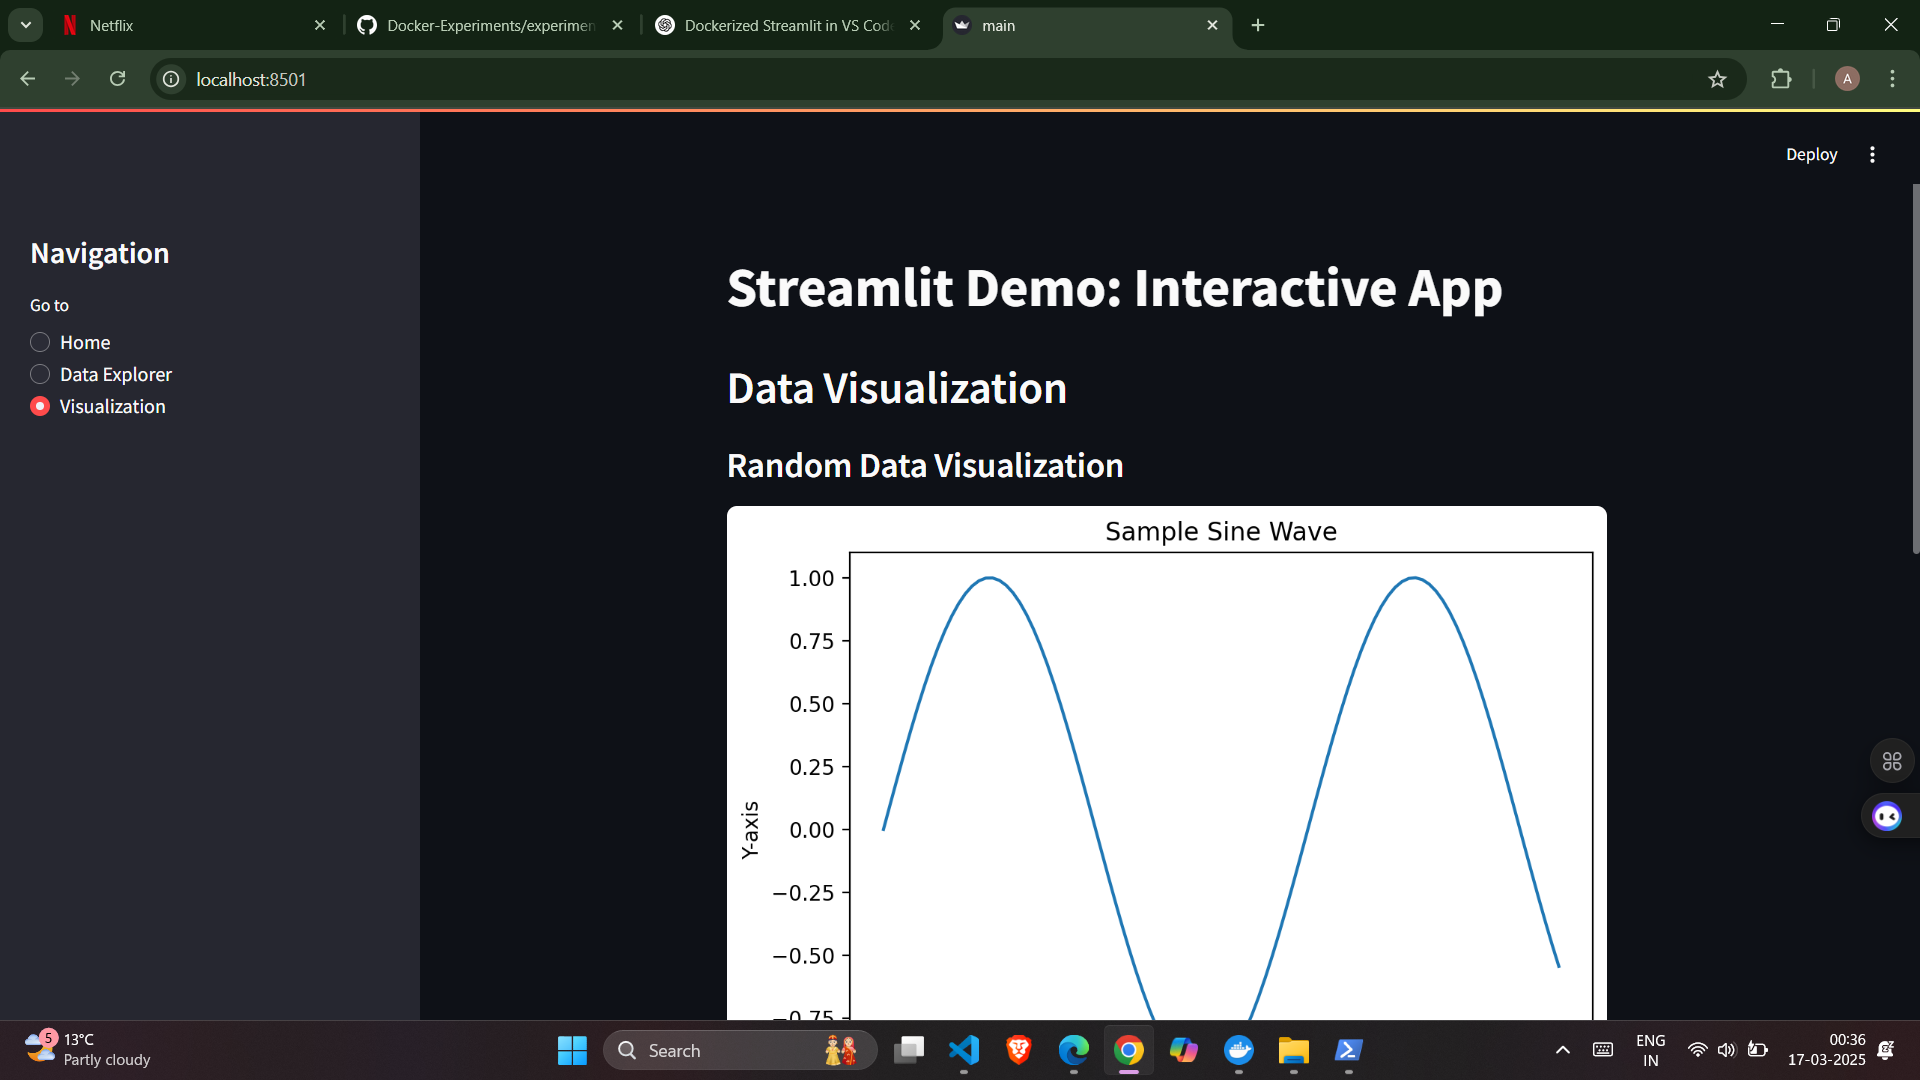 Netflix
Docker-Experiments/experimen
Dockerized Streamlit in VS Code
main
localhost:8501
A
Deploy
Navigation
Go to
Home
Data Explorer
Visualization
Streamlit Demo: Interactive App
Data Visualization
Random Data Visualization
Sample Sine Wave
1.00
0.75
0.50
0.25
0.00
−0.25
−0.50
−0.75
Y-axis
5
13°C
Partly cloudy
Search
ENG
IN
00:36
17-03-2025